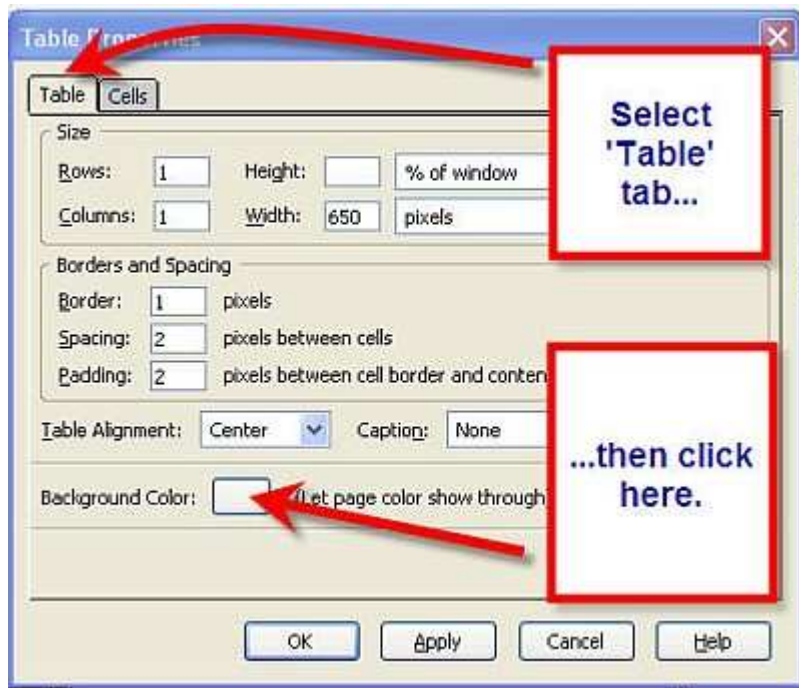 Table Properties
Table Cells
Select
'Table'
tab...
Size
Rows: 1 Height: % of window
Columns: 1 Width: 650 pixels
Borders and Spacing
Border: 1 pixels
Spacing: 2 pixels between cells
Padding: 2 pixels between cell border and conten
Table Alignment: Center Caption: None
...then click
here.
Background Color: (Let page color show through)
OK Apply Cancel Help